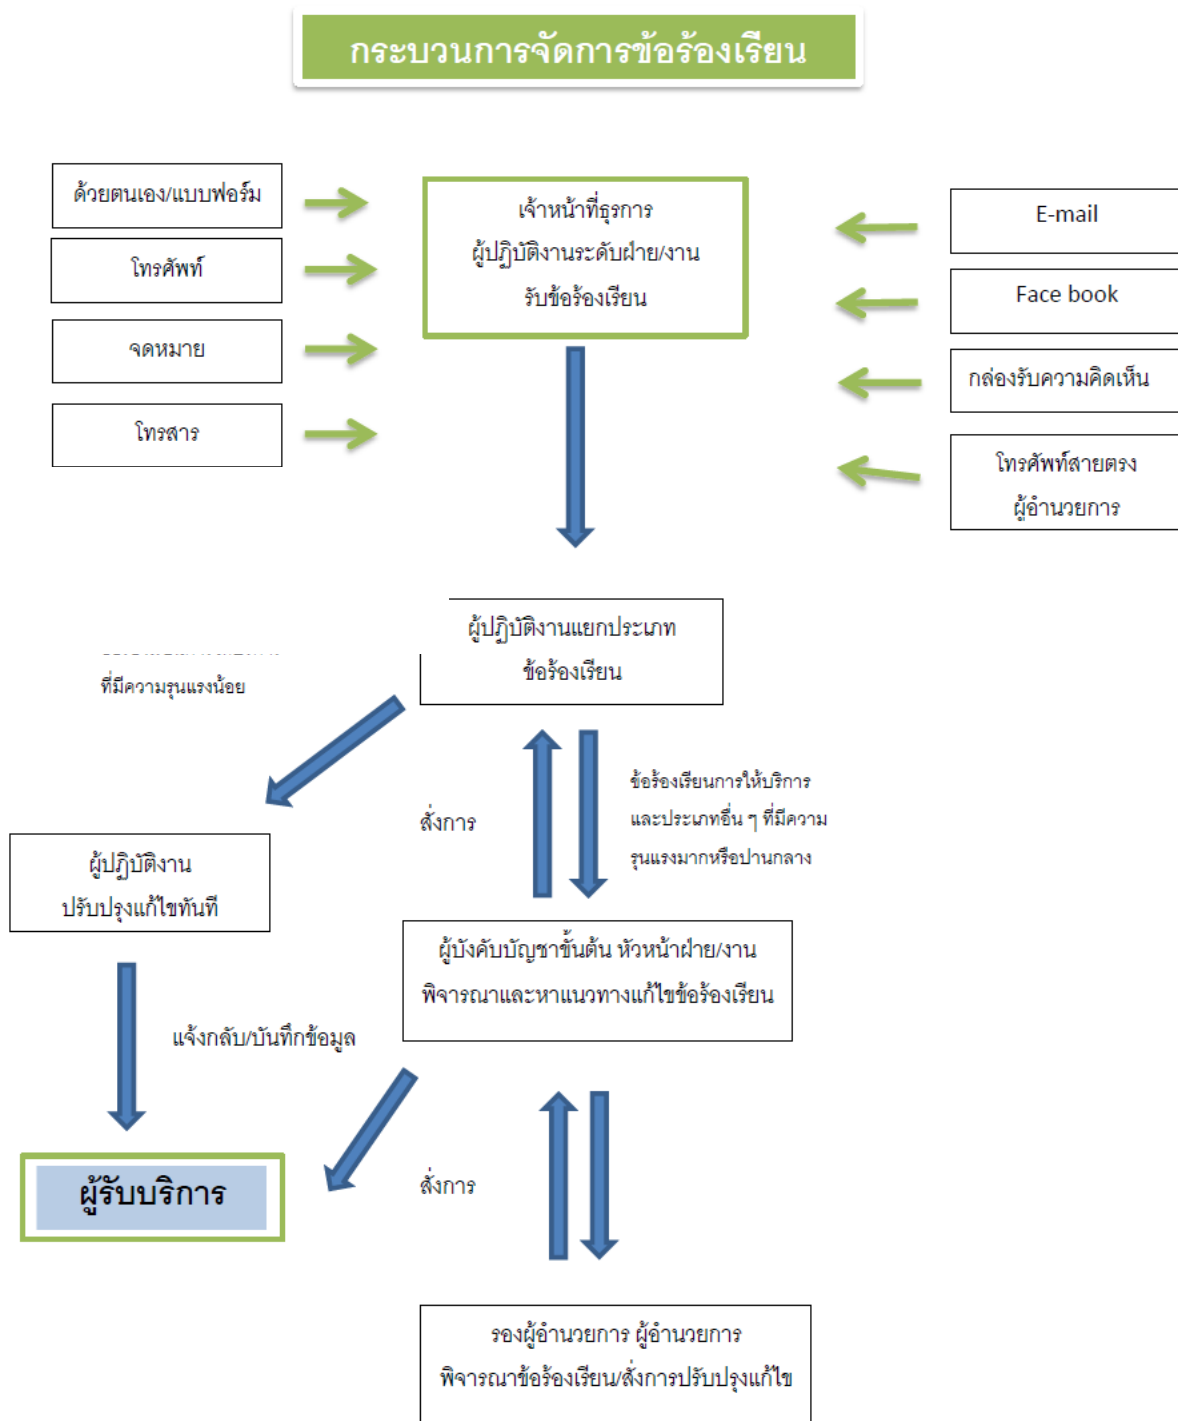 กระบวนการจัดการข้อร้องเรียน
ด้วยตนเอง/แบบฟอร์ม
โทรศัพท์
จดหมาย
โทรสาร
เจ้าหน้าที่ธุรการ
ผู้ปฏิบัติงานระดับฝ่าย/งาน
รับข้อร้องเรียน
E-mail
Face book
กล่องรับความคิดเห็น
โทรศัพท์สายตรง
ผู้อำนวยการ
ผู้ปฏิบัติงานแยกประเภท
ข้อร้องเรียน
ที่มีความรุนแรงน้อย
สั่งการ
ข้อร้องเรียนการให้บริการ
และประเภทอื่น ๆ ที่มีความ
รุนแรงมากหรือปานกลาง
ผู้ปฏิบัติงาน
ปรับปรุงแก้ไขทันที
ผู้บังคับบัญชาชั้นต้น หัวหน้าฝ่าย/งาน
พิจารณาและหาแนวทางแก้ไขข้อร้องเรียน
แจ้งกลับ/บันทึกข้อมูล
ผู้รับบริการ
สั่งการ
รองผู้อำนวยการ ผู้อำนวยการ
พิจารณาข้อร้องเรียน/สั่งการปรับปรุงแก้ไข